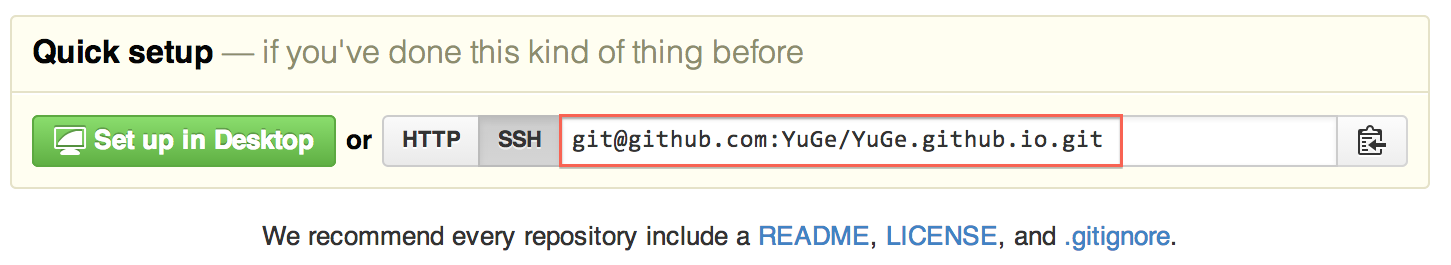 Quick setup — if you've done this kind of thing before
Set up in Desktop or HTTP SSH git@github.com:YuGe/YuGe.github.io.git
We recommend every repository include a README, LICENSE, and .gitignore.